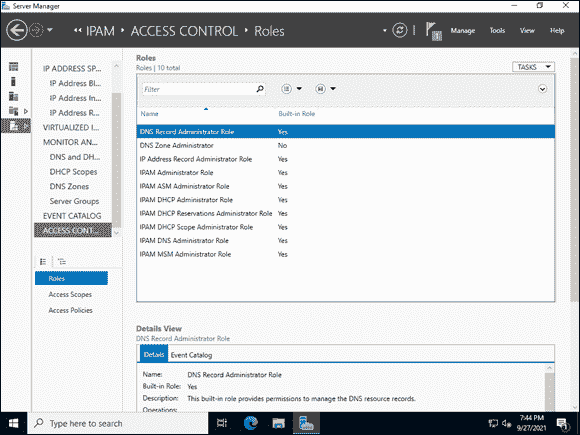 Server Manager
IPAM ▸ ACCESS CONTROL ▸ Roles
Manage Tools View Help
IP ADDRESS SP...
IP Address Bl...
IP Address In...
IP Address R...
VIRTUALIZED I...
MONITOR AN...
DNS and DH...
DHCP Scopes
DNS Zones
Server Groups
EVENT CATALOG
ACCESS CONT...
Roles
Access Scopes
Access Policies
Roles
Roles | 10 total
TASKS
Filter
Name Built-in Role
DNS Record Administrator Role Yes
DNS Zone Administrator No
IP Address Record Administrator Role Yes
IPAM Administrator Role Yes
IPAM ASM Administrator Role Yes
IPAM DHCP Administrator Role Yes
IPAM DHCP Reservations Administrator Role Yes
IPAM DHCP Scope Administrator Role Yes
IPAM DNS Administrator Role Yes
IPAM MSM Administrator Role Yes
Details View
DNS Record Administrator Role
Details Event Catalog
Name: DNS Record Administrator Role
Built-in Role: Yes
Description: This built-in role provides permissions to manage the DNS resource records.
Operations:
Type here to search
7:44 PM
9/27/2021